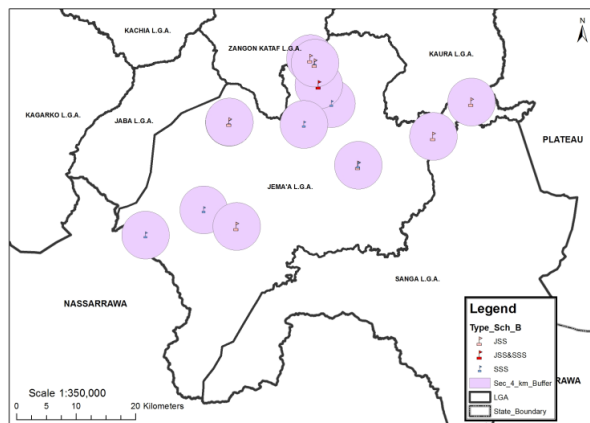 KACHIA L.G.A.
ZANGON KATAF L.G.A.
KAURA L.G.A.
N
KAGARKO L.G.A.
JABA L.G.A.
PLATEAU
JEMA'A L.G.A.
SANGA L.G.A.
NASSARRAWA
Legend
Type_Sch_B
JSS
JSS&SSS
SSS
Sec_4_km_Buffer
LGA
State_Boundary
RAWA
Scale 1:350,000
0 5 10 20 Kilometers